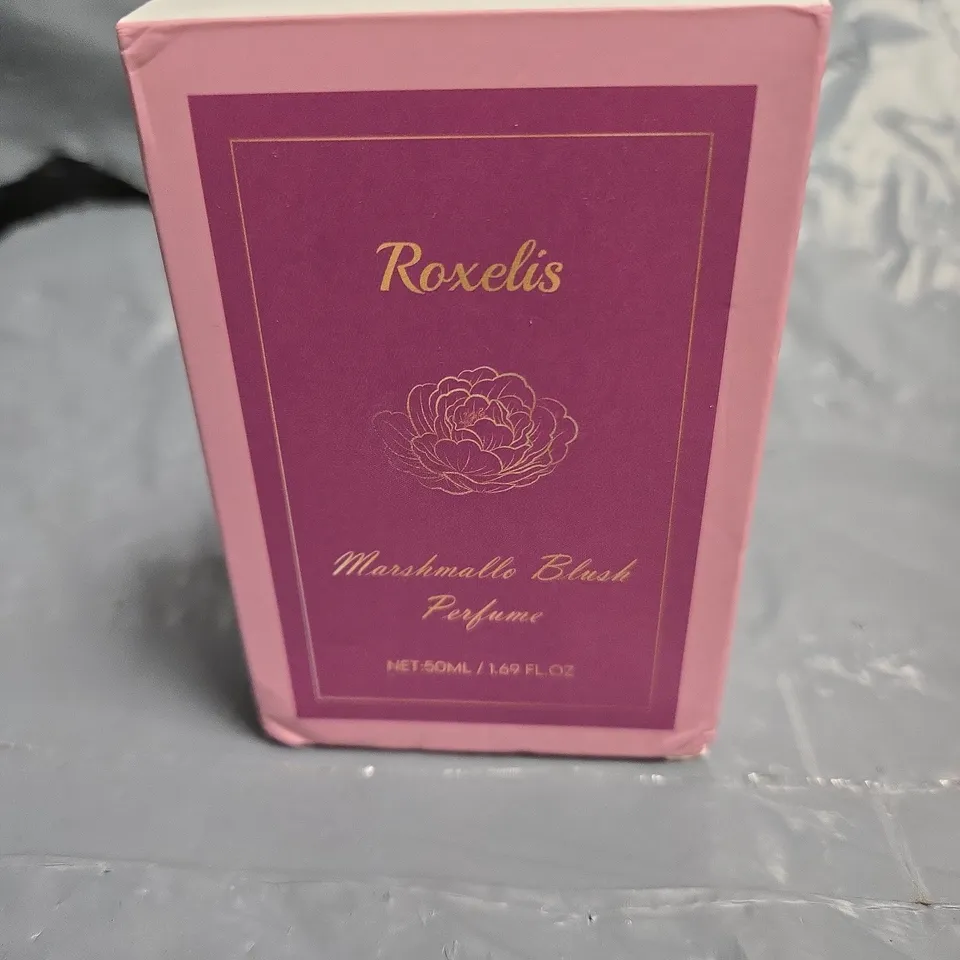 Roxelis
Marshmallo Blush
Perfume
NET:50ML / 1.69 FL.OZ